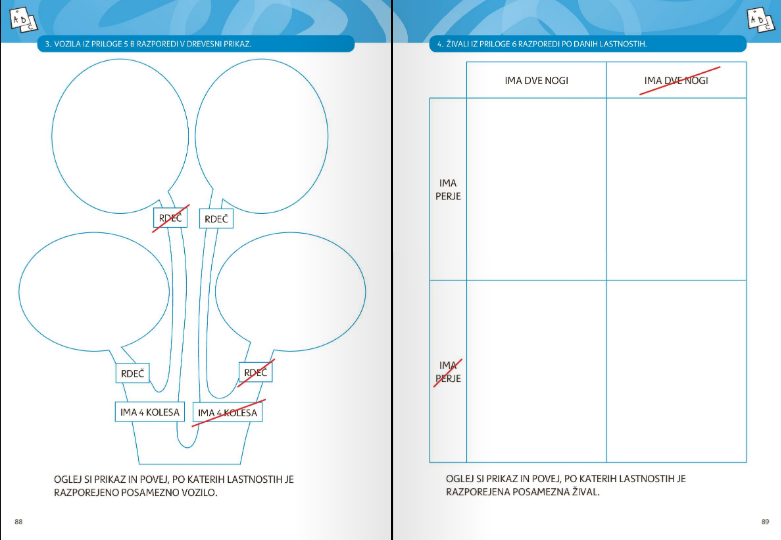 A B C
3. VOZILA IZ PRILOGE 5 B RAZPOREDI V DREVESNI PRIKAZ.
RDEČ
RDEČ
RDEČ
RDEČ
IMA 4 KOLESA
IMA 4 KOLESA
OGLEJ SI PRIKAZ IN POVEJ, PO KATERIH LASTNOSTIH JE
RAZPOREJENO POSAMEZNO VOZILO.
88
A B C
4. ŽIVALI IZ PRILOGE 6 RAZPOREDI PO DANIH LASTNOSTIH.
IMA DVE NOGI
IMA DVE NOGI
IMA
PERJE
IMA
PERJE
OGLEJ SI PRIKAZ IN POVEJ, PO KATERIH LASTNOSTIH JE
RAZPOREJENA POSAMEZNA ŽIVAL.
89